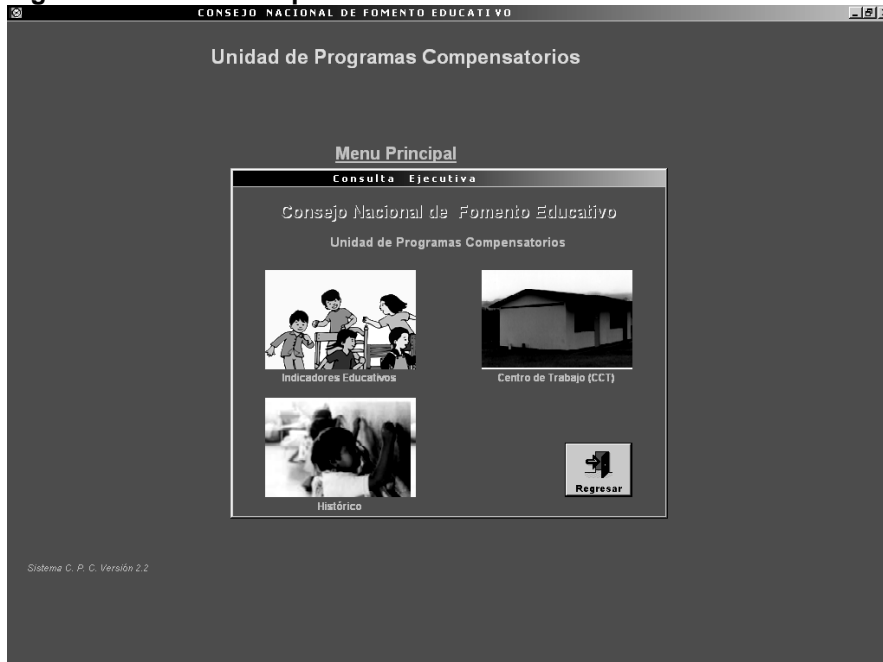 CONSEJO NACIONAL DE FOMENTO EDUCATIVO
Unidad de Programas Compensatorios
Menu Principal
Consulta Ejecutiva
Consejo Nacional de Fomento Educativo
Unidad de Programas Compensatorios
Indicadores Educativos
Centro de Trabajo (CCT)
Histórico
Regresar
Sistema C. P. C. Versión 2.2